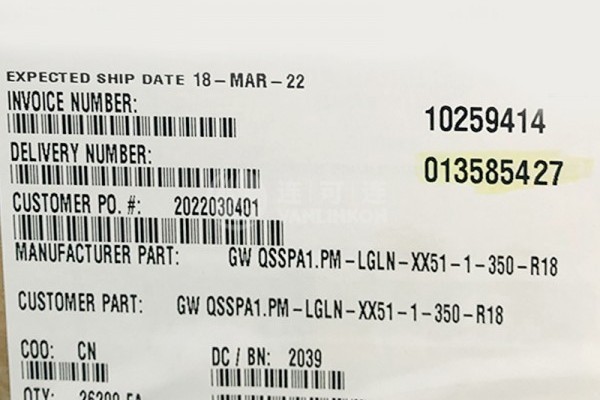 EXPECTED SHIP DATE 18-MAR-22
INVOICE NUMBER: 10259414
DELIVERY NUMBER: 013585427
CUSTOMER PO. #: 2022030401
MANUFACTURER PART: GW QSSPA1.PM-LGLN-XX51-1-350-R18
CUSTOMER PART: GW QSSPA1.PM-LGLN-XX51-1-350-R18
COO: CN DC / BN: 2039
QTY: